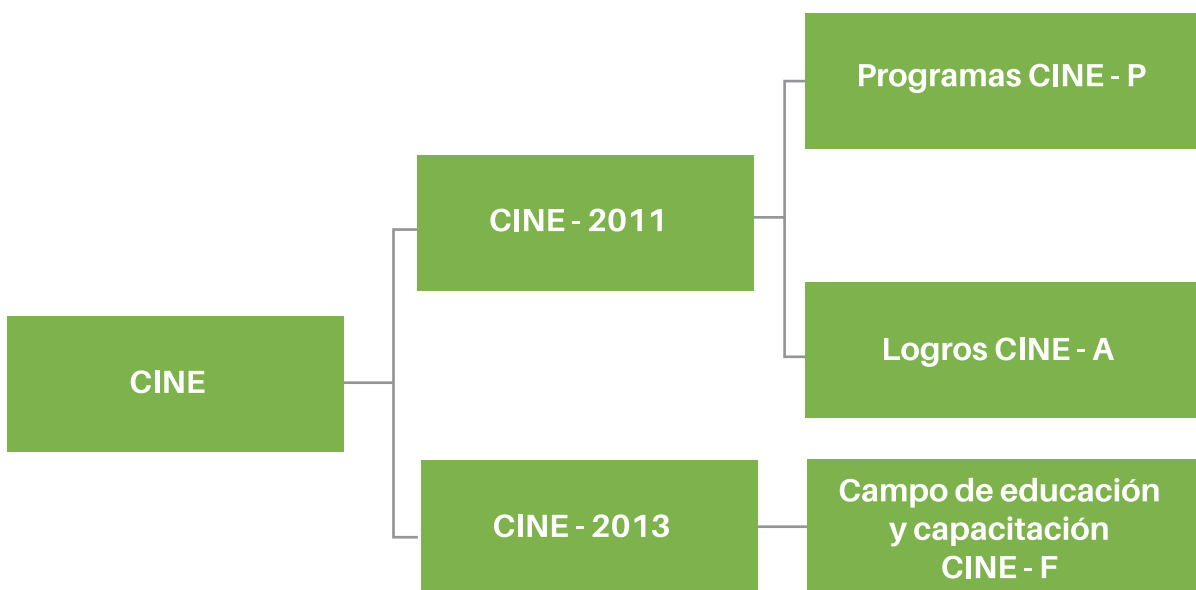 CINE
CINE - 2011
Programas CINE - P
Logros CINE - A
CINE - 2013
Campo de educación
y capacitación
CINE - F